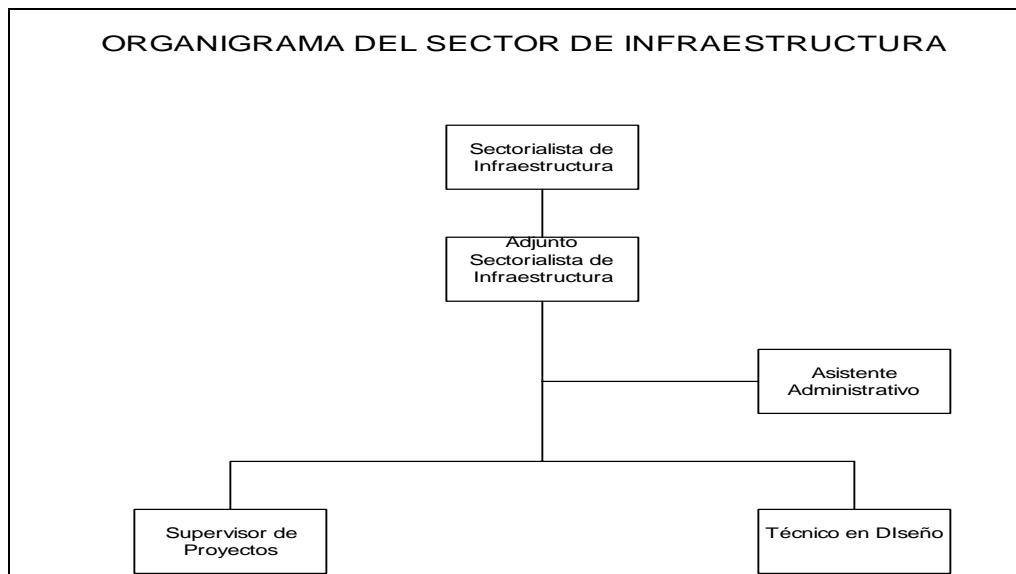 ORGANIGRAMA DEL SECTOR DE INFRAESTRUCTURA
Sectorialista de
Infraestructura
Adjunto
Sectorialista de
Infraestructura
Asistente
Administrativo
Supervisor de
Proyectos
Técnico en DIseño